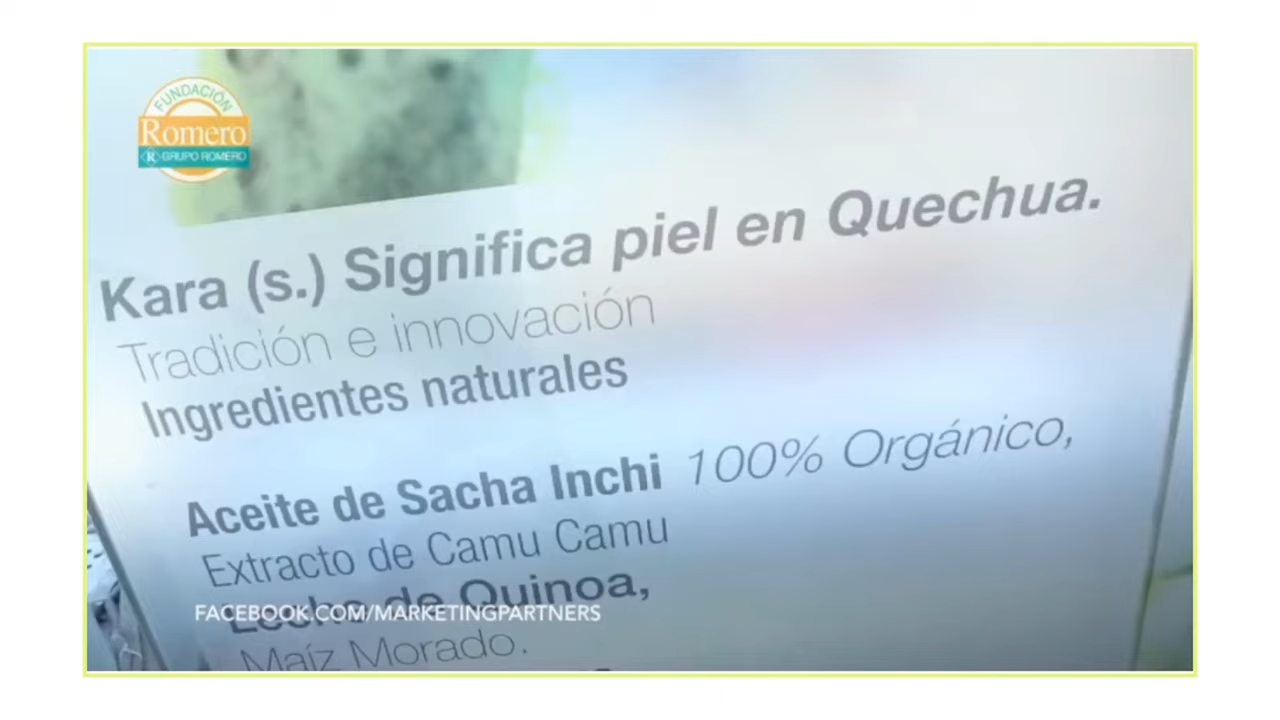 FUNDACIÓN
Romero
GRUPO ROMERO
Kara (s.) Significa piel en Quechua.
Tradición e innovación
Ingredientes naturales
Aceite de Sacha Inchi 100% Orgánico,
Extracto de Camu Camu
Leche de Quinoa,
FACEBOOK.COM/MARKETINGPARTNERS
Maíz Morado.